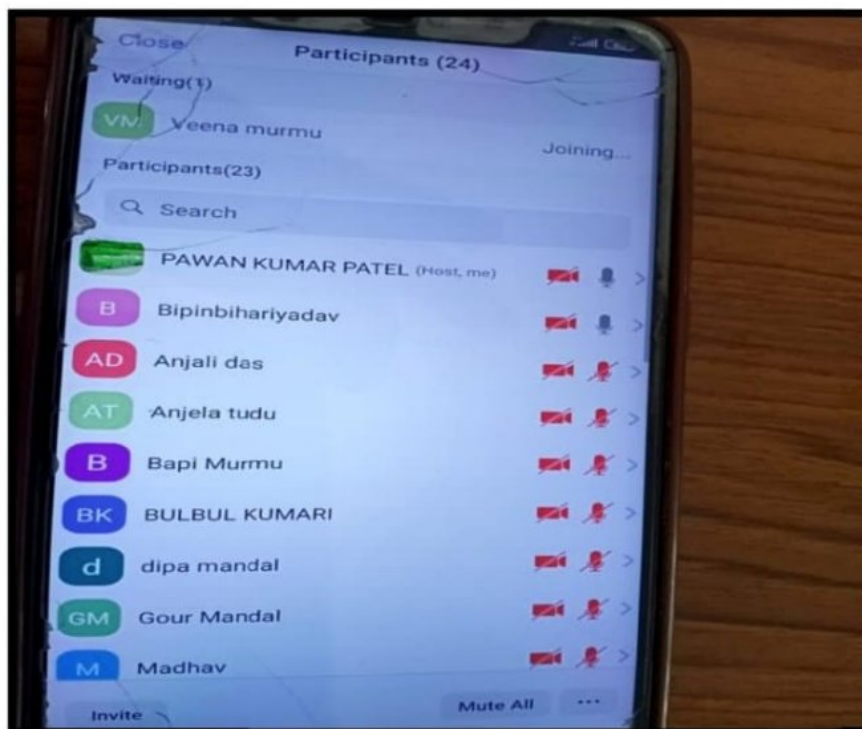 Close
Participants (24)
Waiting(1)
VM Veena murmu Joining...
Participants(23)
Search
PAWAN KUMAR PATEL (Host, me)
B Bipinbihariyadav
AD Anjali das
AT Anjela tudu
B Bapi Murmu
BK BULBUL KUMARI
d dipa mandal
GM Gour Mandal
M Madhav
Invite Mute All ...